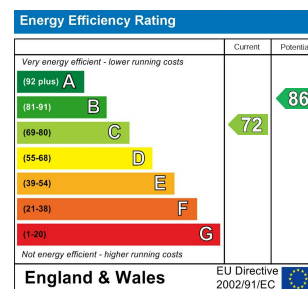 Energy Efficiency Rating
Current Potentia
Very energy efficient - lower running costs
(92 plus) A
(81-91) B
86
(69-80) C
72
(55-68) D
(39-54) E
(21-38) F
(1-20) G
Not energy efficient - higher running costs
England & Wales
EU Directive
2002/91/EC